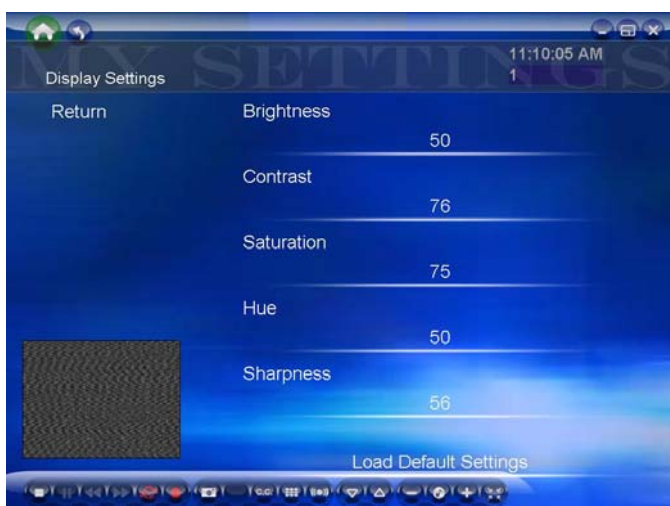 MY SETTINGS
11:10:05 AM
Display Settings
1
Return
Brightness
50
Contrast
76
Saturation
75
Hue
50
Sharpness
56
Load Default Settings
C.C.